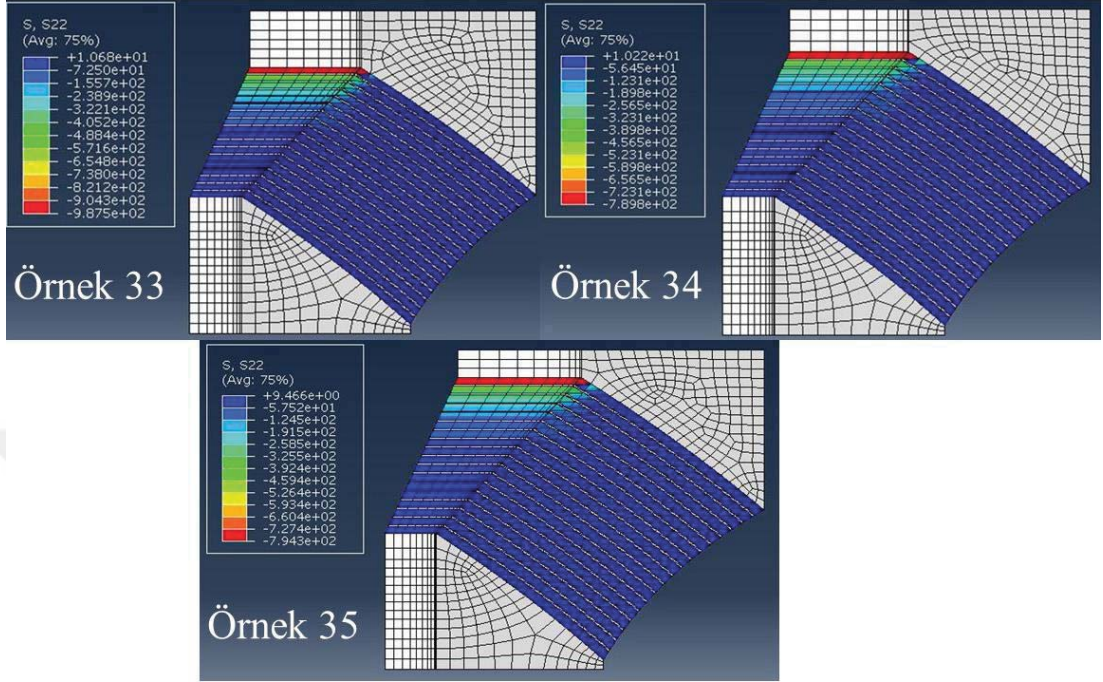 S, S22
(Avg: 75%)
+1.068e+01
-7.250e+01
-1.557e+02
-2.389e+02
-3.221e+02
-4.052e+02
-4.884e+02
-5.716e+02
-6.548e+02
-7.380e+02
-8.212e+02
-9.043e+02
-9.875e+02
Örnek 33
S, S22
(Avg: 75%)
+1.022e+01
-5.645e+01
-1.231e+02
-1.898e+02
-2.565e+02
-3.231e+02
-3.898e+02
-4.565e+02
-5.231e+02
-5.898e+02
-6.565e+02
-7.231e+02
-7.898e+02
Örnek 34
S, S22
(Avg: 75%)
+9.466e+00
-5.752e+01
-1.245e+02
-1.915e+02
-2.585e+02
-3.255e+02
-3.924e+02
-4.594e+02
-5.264e+02
-5.934e+02
-6.604e+02
-7.274e+02
-7.943e+02
Örnek 35